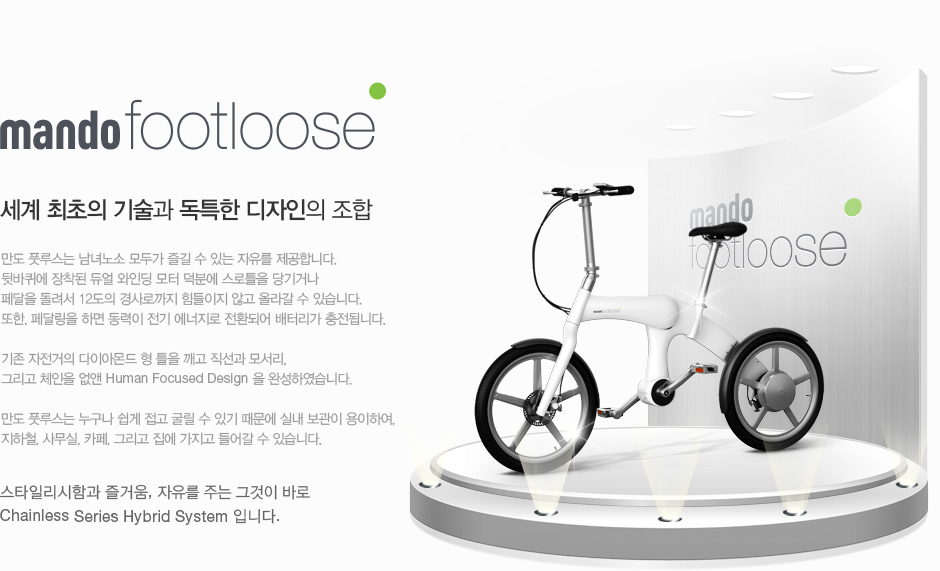 mando footloose
세계 최초의 기술과 독특한 디자인의 조합
만도 풋루스는 남녀노소 모두가 즐길 수 있는 자유를 제공합니다.
뒷바퀴에 장착된 듀얼 와인딩 모터 덕분에 스로틀을 당기거나
페달을 돌려서 12도의 경사로까지 힘들이지 않고 올라갈 수 있습니다.
또한, 페달링을 하면 동력이 전기 에너지로 전환되어 배터리가 충전됩니다.
기존 자전거의 다이아몬드 형 틀을 깨고 직선과 모서리,
그리고 체인을 없앤 Human Focused Design 을 완성하였습니다.
만도 풋루스는 누구나 쉽게 접고 굴릴 수 있기 때문에 실내 보관이 용이하여,
지하철, 사무실, 카페, 그리고 집에 가지고 들어갈 수 있습니다.
스타일리시함과 즐거움, 자유를 주는 그것이 바로
Chainless Series Hybrid System 입니다.
mando
footloose